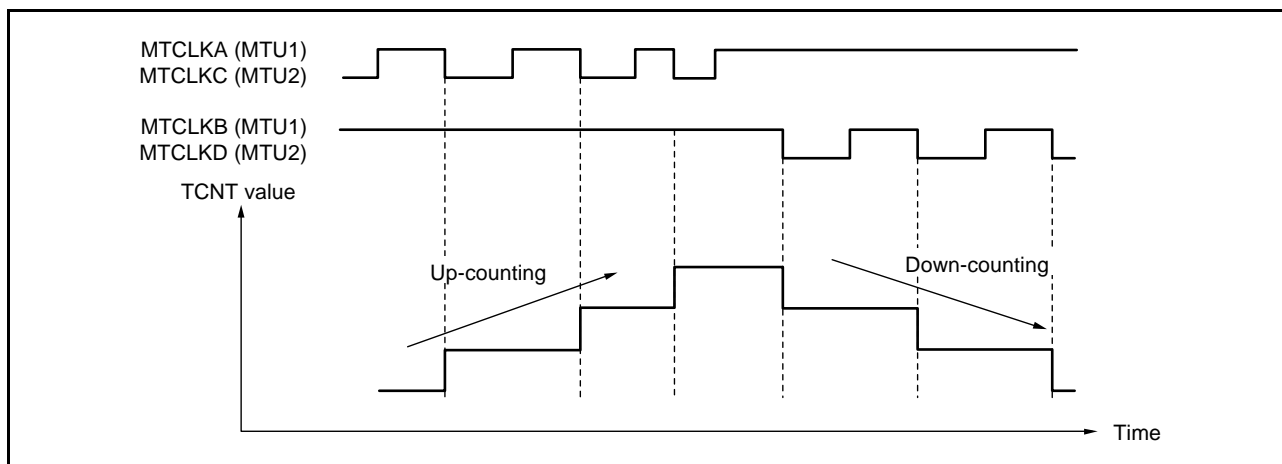 MTCLKA (MTU1)
MTCLKC (MTU2)
MTCLKB (MTU1)
MTCLKD (MTU2)
TCNT value
Up-counting
Down-counting
Time